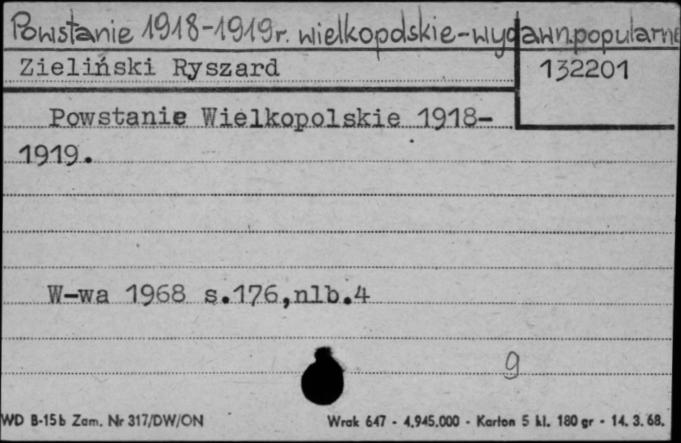 Powstanie 1918-1919r. wielkopolskie-wydawn.popularne
Zieliński Ryszard
132201
Powstanie Wielkopolskie 1918-
1919.
W-wa 1968 s.176,nlb.4
9
WD B-15b Zam. Nr 317/DW/ON
Wrak 647 - 4.945.000 - Karton 5 kl. 180 gr - 14. 3. 68.